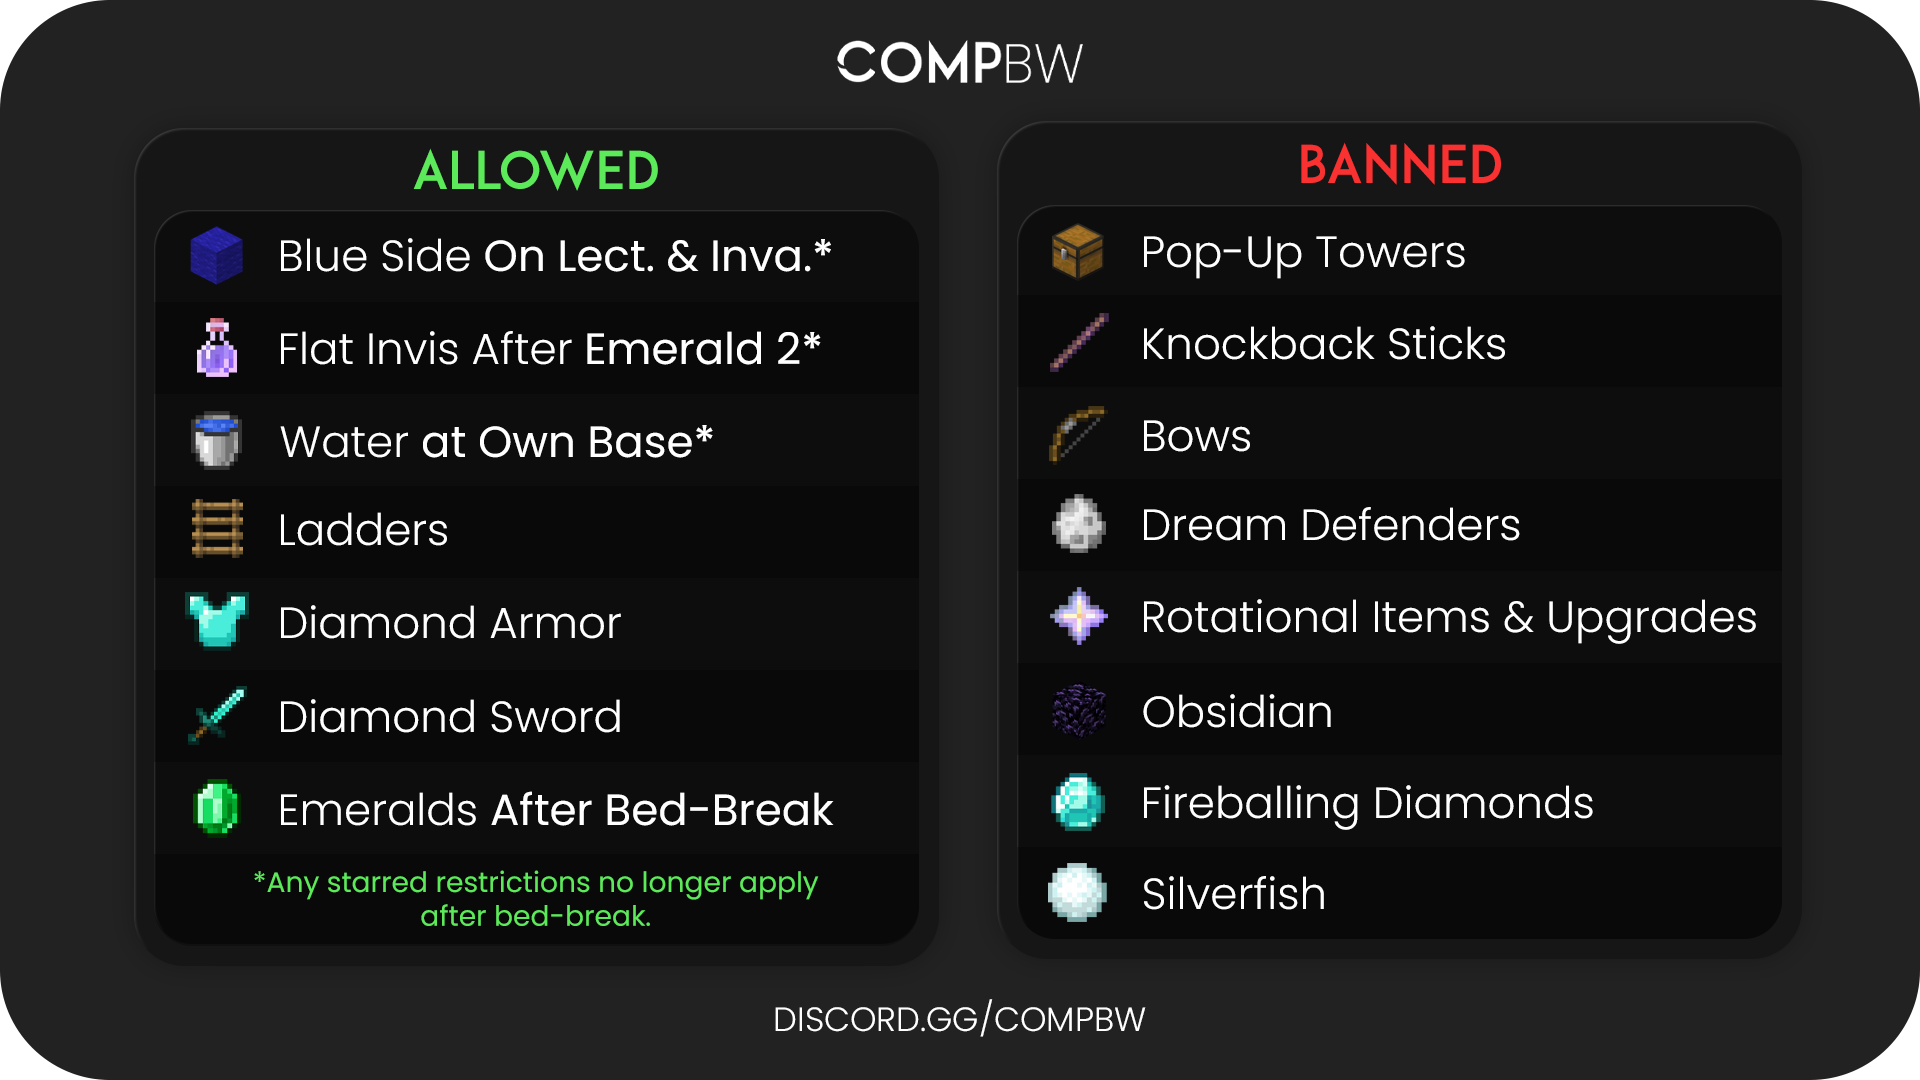 COMPBW
ALLOWED
Blue Side On Lect. & Inva.*
Flat Invis After Emerald 2*
Water at Own Base*
Ladders
Diamond Armor
Diamond Sword
Emeralds After Bed-Break
*Any starred restrictions no longer apply
after bed-break.
BANNED
Pop-Up Towers
Knockback Sticks
Bows
Dream Defenders
Rotational Items & Upgrades
Obsidian
Fireballing Diamonds
Silverfish
DISCORD.GG/COMPBW